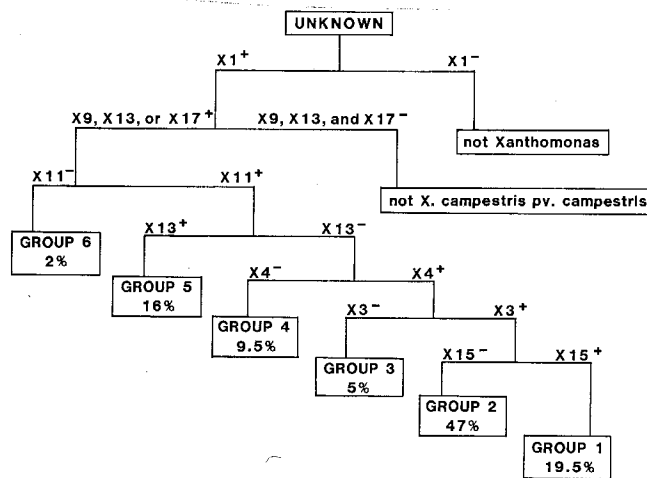 UNKNOWN
X1+ X1-
X9, X13, or X17+ X9, X13, and X17-
not Xanthomonas
X11- X11+
not X. campestris pv. campestris
X13+ X13-
GROUP 6
2%
X4- X4+
GROUP 5
16%
X3- X3+
GROUP 4
9.5%
X15- X15+
GROUP 3
5%
GROUP 2
47%
GROUP 1
19.5%